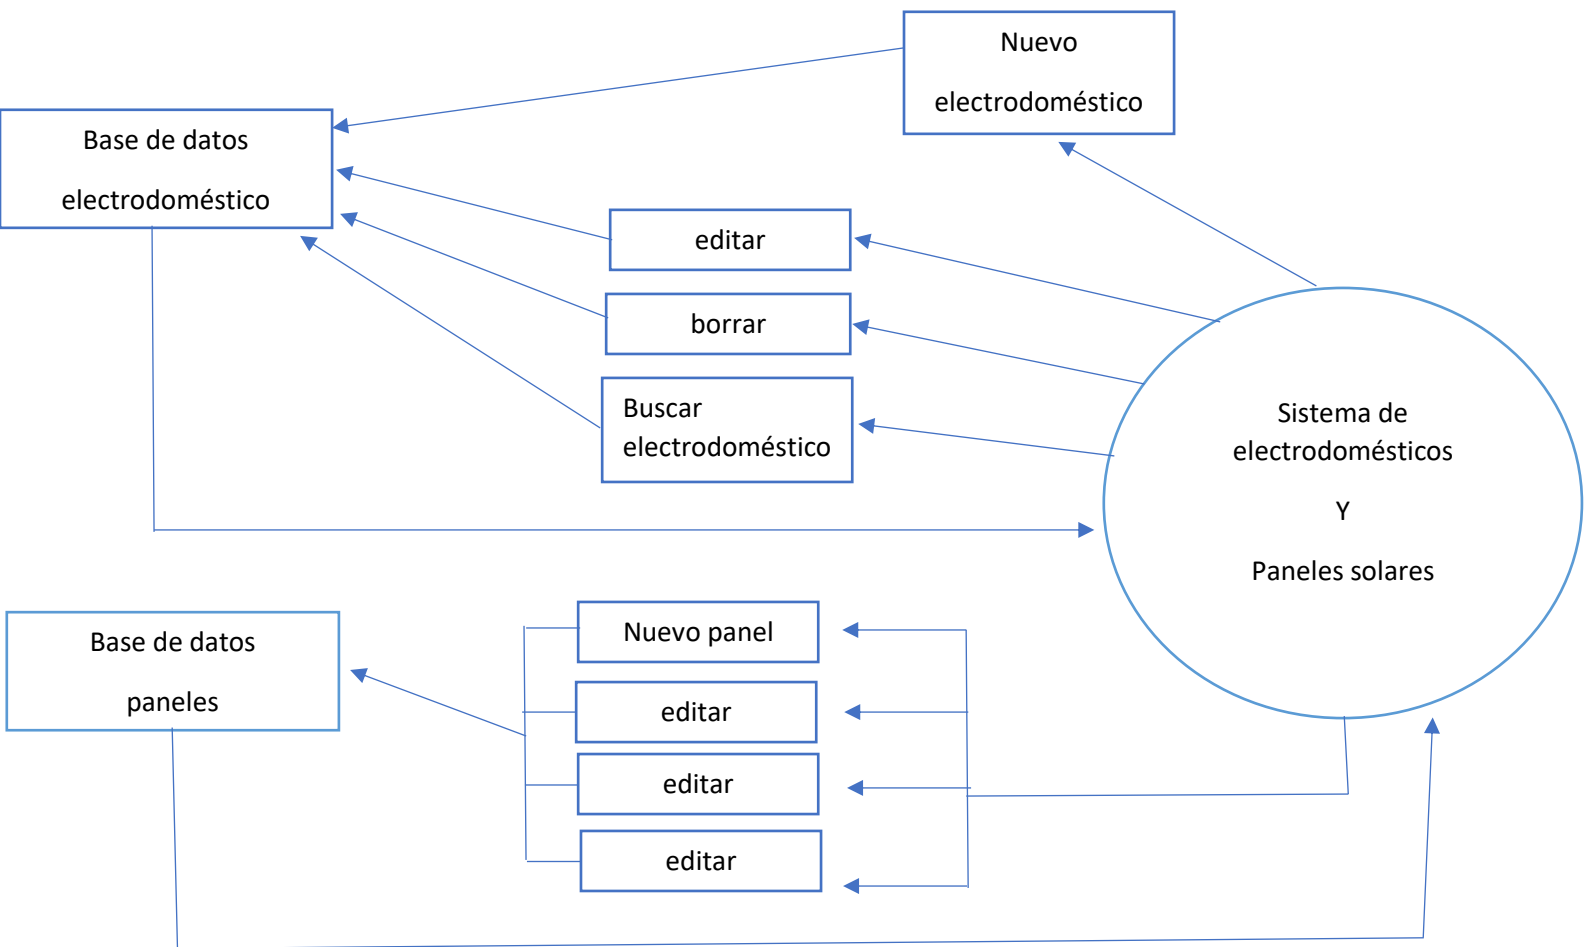 Nuevo
electrodoméstico
Base de datos
electrodoméstico
editar
borrar
Buscar
electrodoméstico
Sistema de
electrodomésticos
Y
Paneles solares
Base de datos
paneles
Nuevo panel
editar
editar
editar